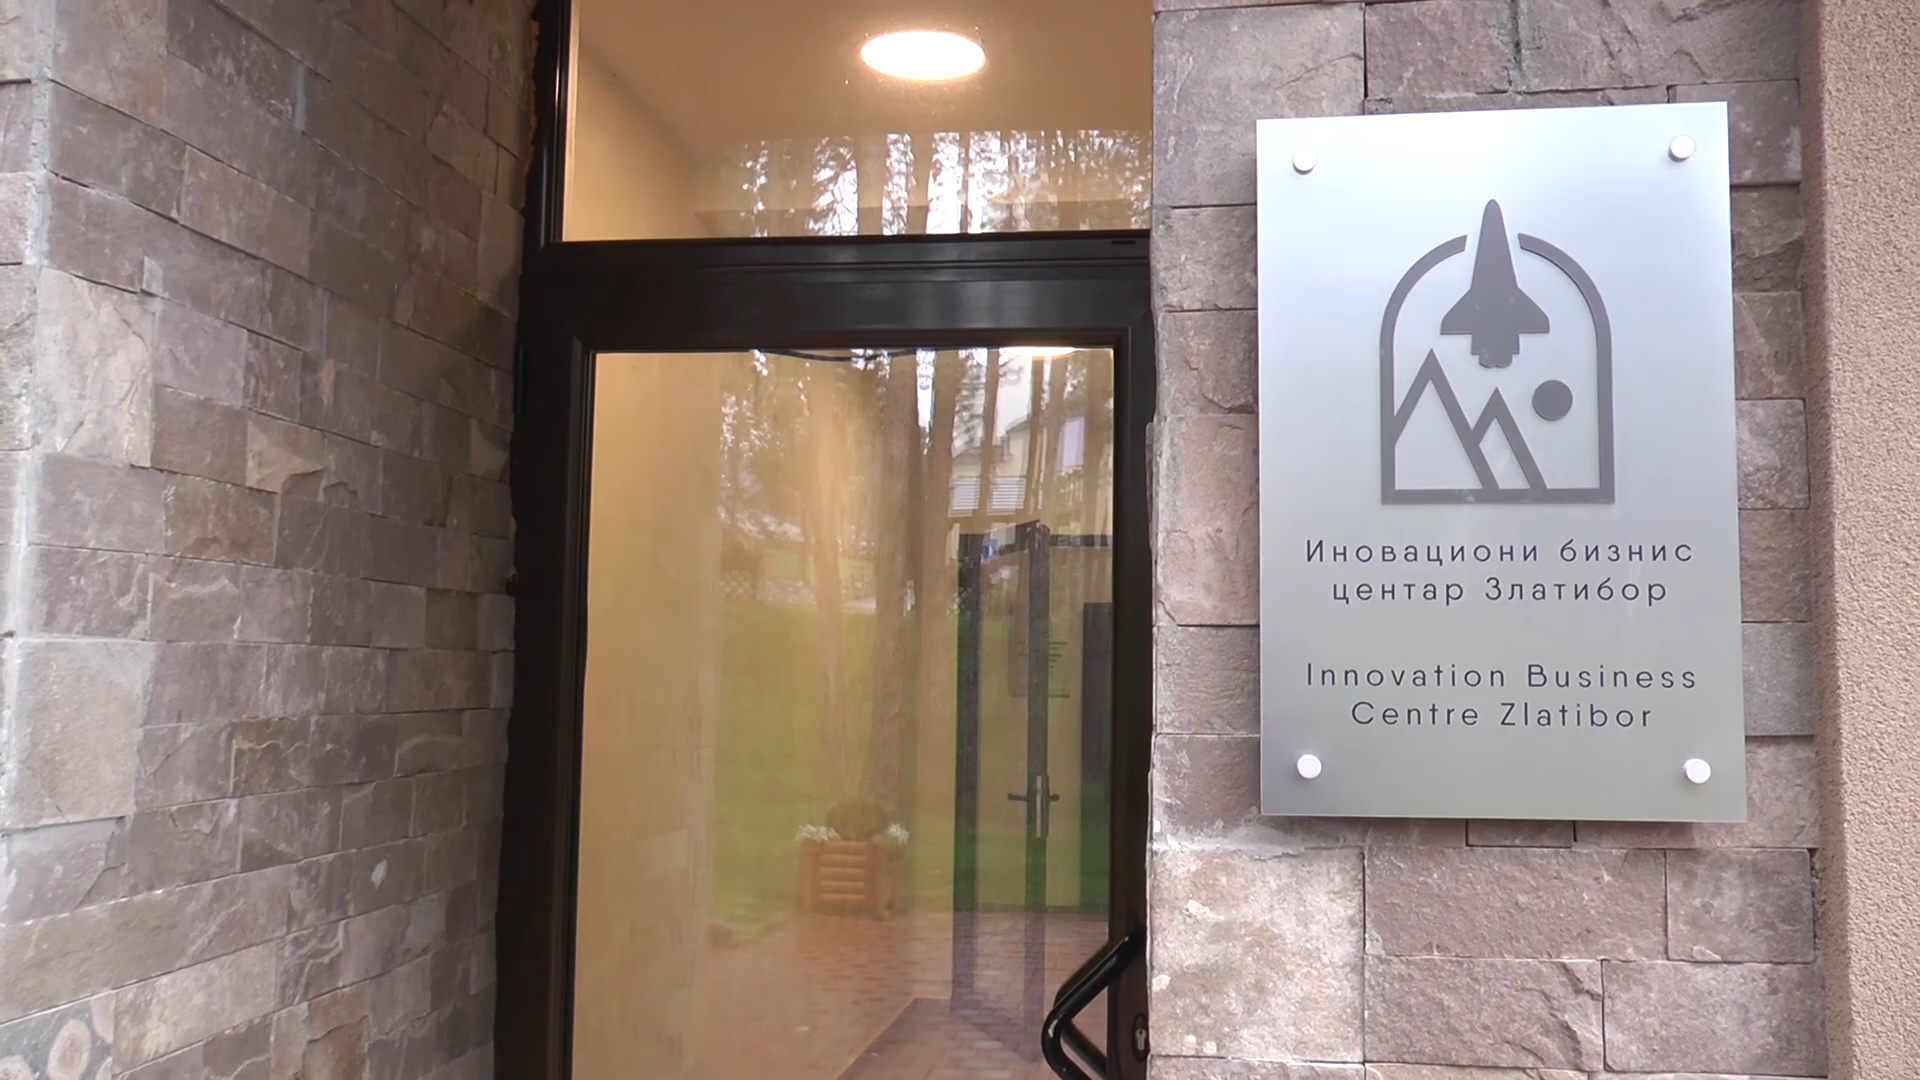 Иновациони бизнис
центар Златибор
Innovation Business
Centre Zlatibor